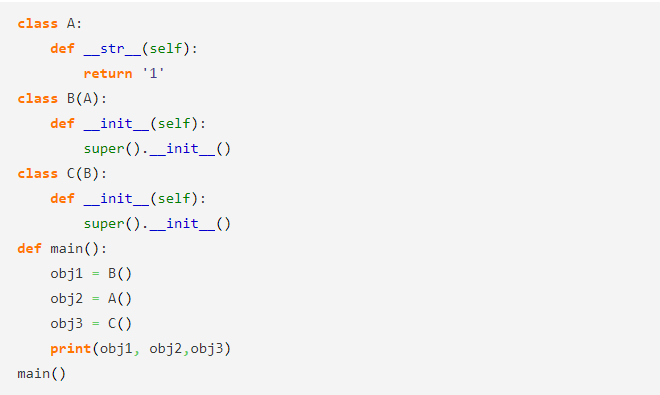 class A:
    def __str__(self):
        return '1'
class B(A):
    def __init__(self):
        super().__init__()
class C(B):
    def __init__(self):
        super().__init__()
def main():
    obj1 = B()
    obj2 = A()
    obj3 = C()
    print(obj1, obj2,obj3)
main()